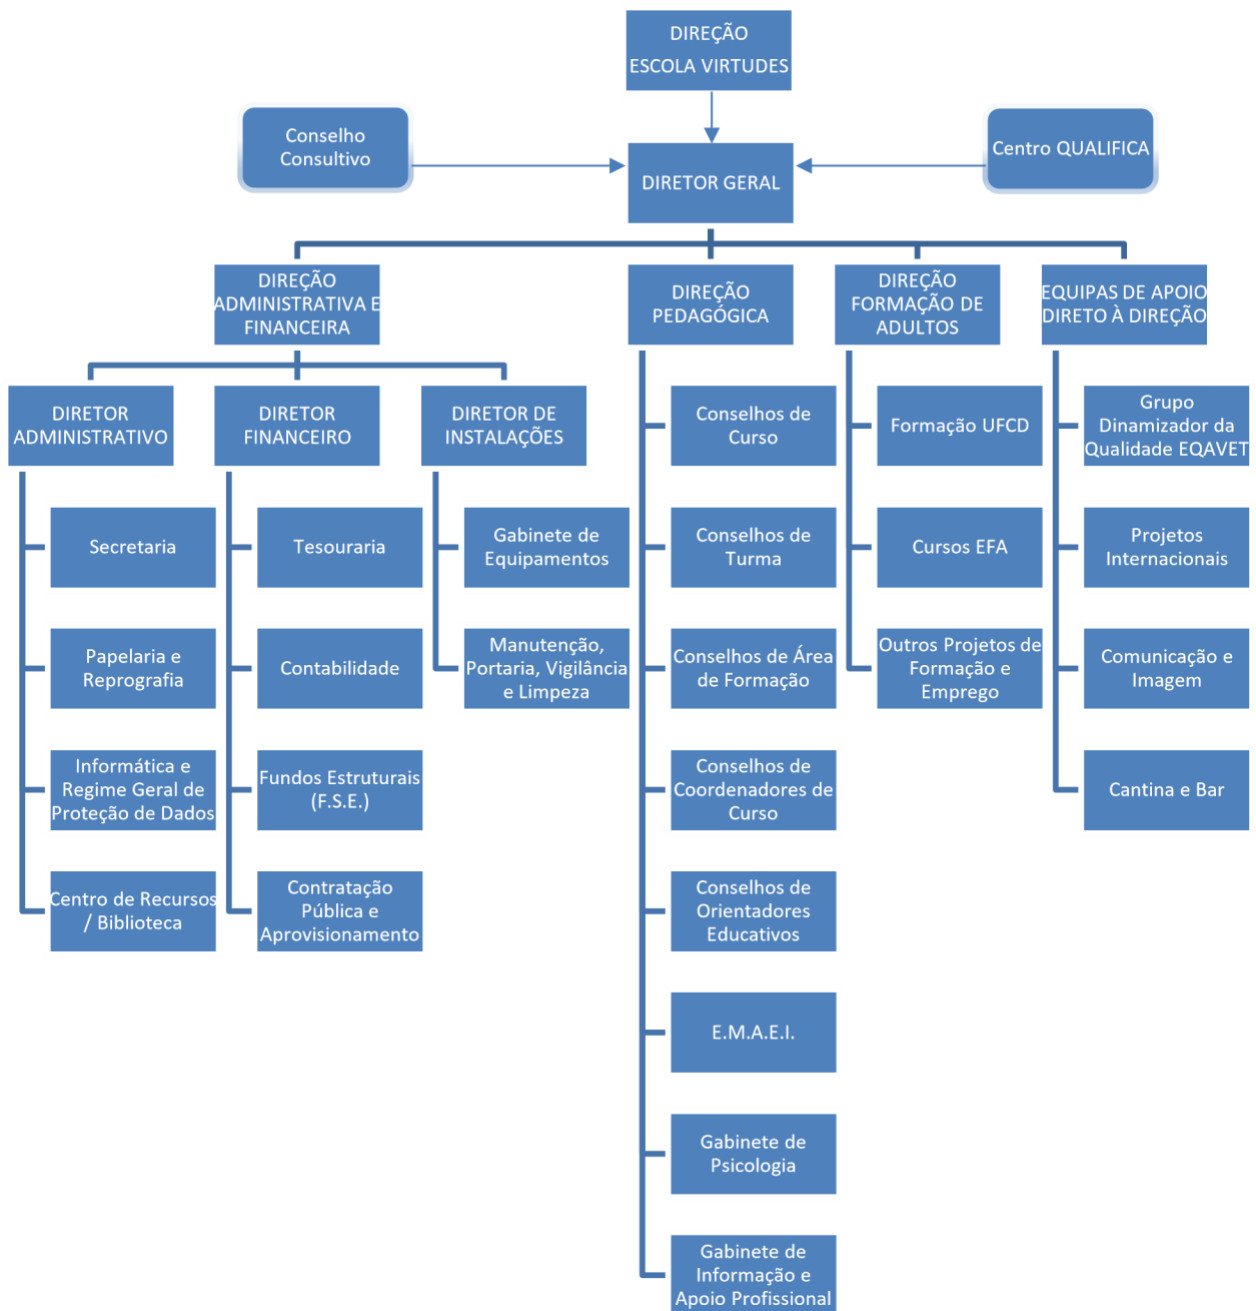 DIREÇÃO
ESCOLA VIRTUDES
Conselho
Consultivo
Centro QUALIFICA
DIRETOR GERAL
DIREÇÃO
ADMINISTRATIVA E
FINANCEIRA
DIREÇÃO
PEDAGÓGICA
DIREÇÃO
FORMAÇÃO DE
ADULTOS
EQUIPAS DE APOIO
DIRETO À DIREÇÃO
DIRETOR
ADMINISTRATIVO
DIRETOR
FINANCEIRO
DIRETOR DE
INSTALAÇÕES
Conselhos de
Curso
Formação UFCD
Grupo
Dinamizador da
Qualidade EQAVET
Secretaria
Tesouraria
Gabinete de
Equipamentos
Conselhos de
Turma
Cursos EFA
Projetos
Internacionais
Papelaria e
Reprografia
Contabilidade
Manutenção,
Portaria, Vigilância
e Limpeza
Conselhos de Área
de Formação
Outros Projetos de
Formação e
Emprego
Comunicação e
Imagem
Informática e
Regime Geral de
Proteção de Dados
Fundos Estruturais
(F.S.E.)
Conselhos de
Coordenadores de
Curso
Cantina e Bar
Centro de Recursos
/ Biblioteca
Contratação
Pública e
Aprovisionamento
Conselhos de
Orientadores
Educativos
E.M.A.E.I.
Gabinete de
Psicologia
Gabinete de
Informação e
Apoio Profissional